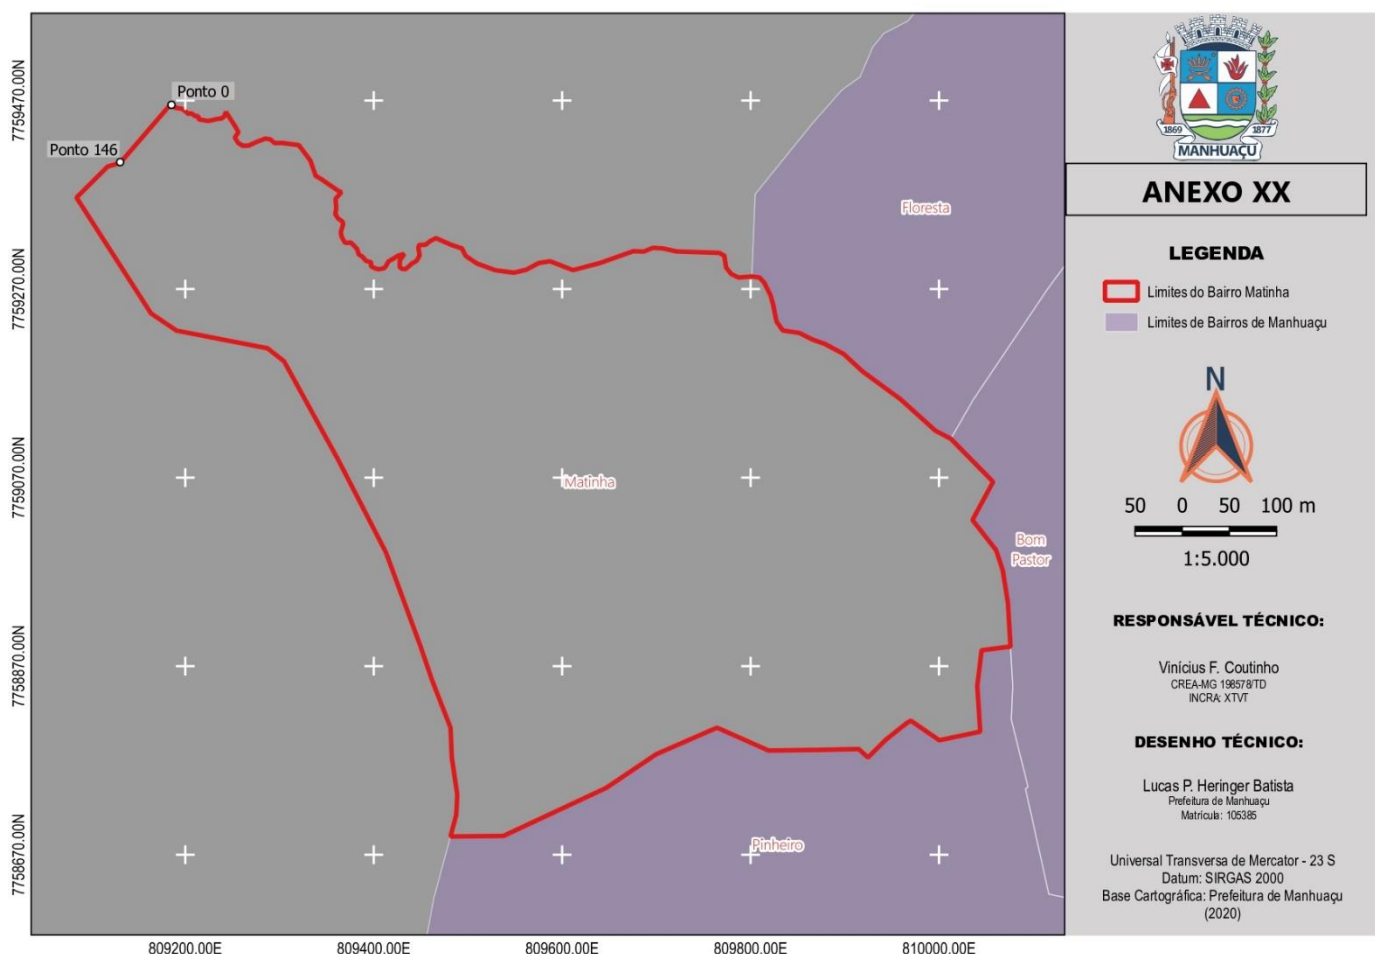 7759470.00N
7759270.00N
7759070.00N
7758870.00N
7758670.00N
809200.00E
809400.00E
809600.00E
809800.00E
810000.00E
Ponto 0
Ponto 146
Floresta
Matinha
Bom
Pastor
Pinheiro
1869
1877
MANHUAÇU
ANEXO XX
LEGENDA
Limites do Bairro Matinha
Limites de Bairros de Manhuaçu
N
50 0 50 100 m
1:5.000
RESPONSÁVEL TÉCNICO:
Vinícius F. Coutinho
CREA-MG 198578/TD
INCRA: XTVT
DESENHO TÉCNICO:
Lucas P. Heringer Batista
Prefeitura de Manhuaçu
Matrícula: 105385
Universal Transversa de Mercator - 23 S
Datum: SIRGAS 2000
Base Cartográfica: Prefeitura de Manhuaçu
(2020)